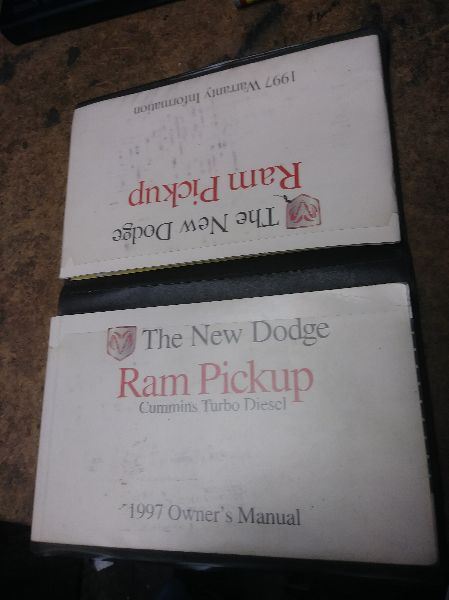 The New Dodge
Ram Pickup
1997 Warranty Information
The New Dodge
Ram Pickup
Cummins Turbo Diesel
1997 Owner's Manual